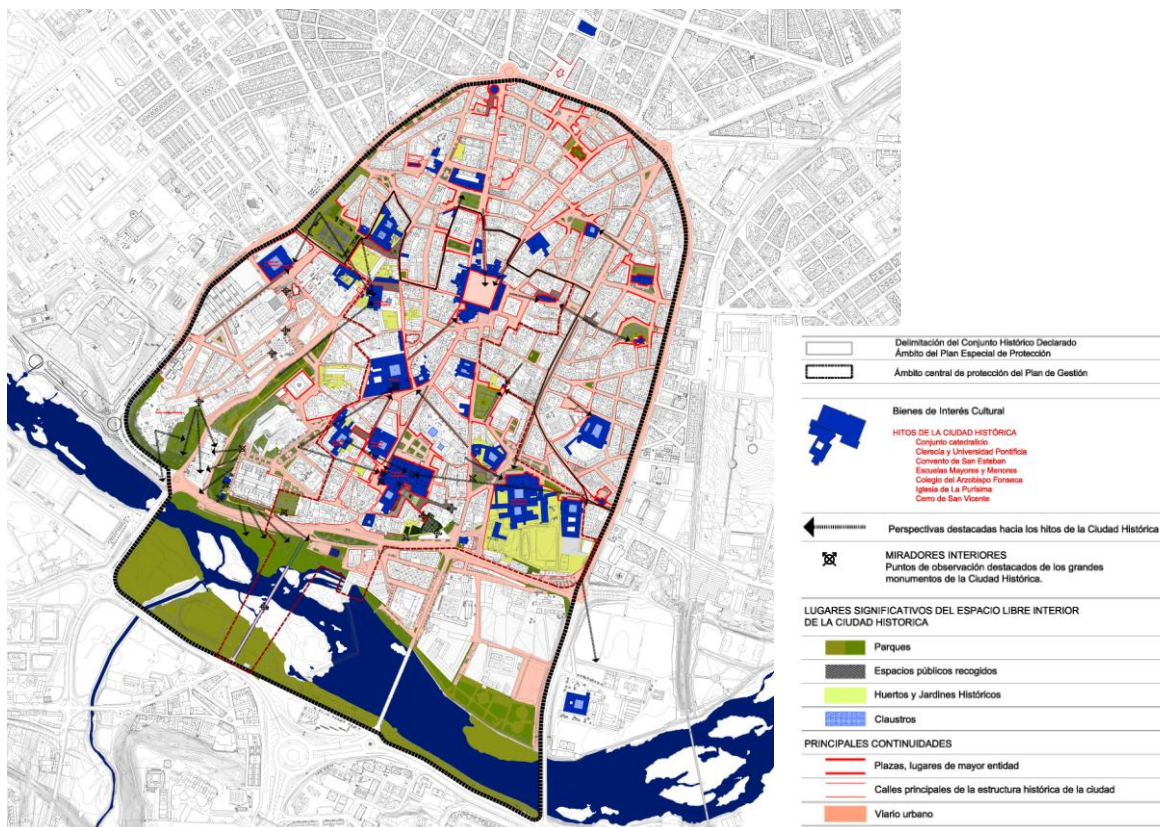 Delimitación del Conjunto Histórico Declarado
Ámbito del Plan Especial de Protección
Ámbito central de protección del Plan de Gestión
Bienes de Interés Cultural
HITOS DE LA CIUDAD HISTÓRICA
Conjunto catedralicio
Clerecía y Universidad Pontificia
Convento de San Esteban
Escuelas Mayores y Menores
Colegio del Arzobispo Fonseca
Iglesia de La Purísima
Cerro de San Vicente
Perspectivas destacadas hacia los hitos de la Ciudad Histórica
MIRADORES INTERIORES
Puntos de observación destacados de los grandes
monumentos de la Ciudad Histórica.
LUGARES SIGNIFICATIVOS DEL ESPACIO LIBRE INTERIOR
DE LA CIUDAD HISTORICA
Parques
Espacios públicos recogidos
Huertos y Jardines Históricos
Claustros
PRINCIPALES CONTINUIDADES
Plazas, lugares de mayor entidad
Calles principales de la estructura histórica de la ciudad
Viario urbano